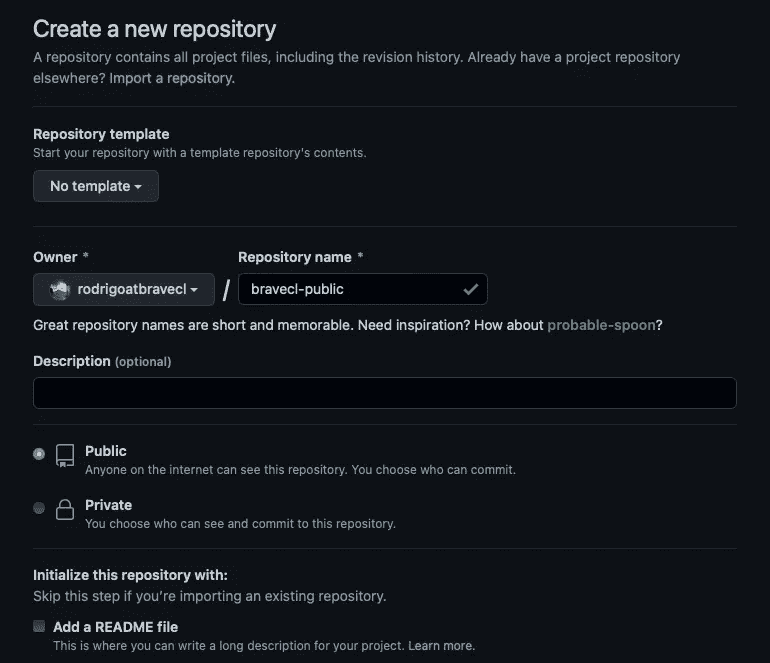 Create a new repository
A repository contains all project files, including the revision history. Already have a project repository
elsewhere? Import a repository.
Repository template
Start your repository with a template repository's contents.
No template
Owner *
Repository name *
rodrigoatbravecl / bravecl-public
Great repository names are short and memorable. Need inspiration? How about probable-spoon?
Description (optional)
Public
Anyone on the internet can see this repository. You choose who can commit.
Private
You choose who can see and commit to this repository.
Initialize this repository with:
Skip this step if you're importing an existing repository.
Add a README file
This is where you can write a long description for your project. Learn more.